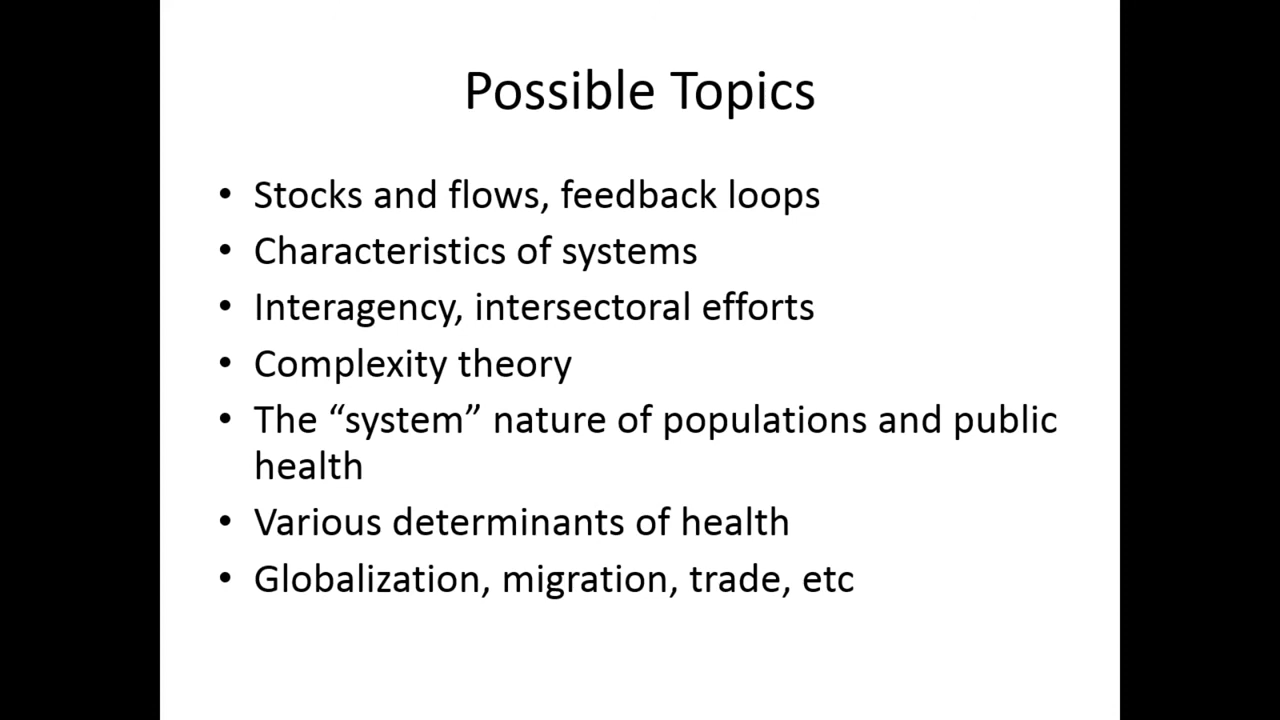 Possible Topics
• Stocks and flows, feedback loops
• Characteristics of systems
• Interagency, intersectoral efforts
• Complexity theory
• The “system” nature of populations and public
health
• Various determinants of health
• Globalization, migration, trade, etc